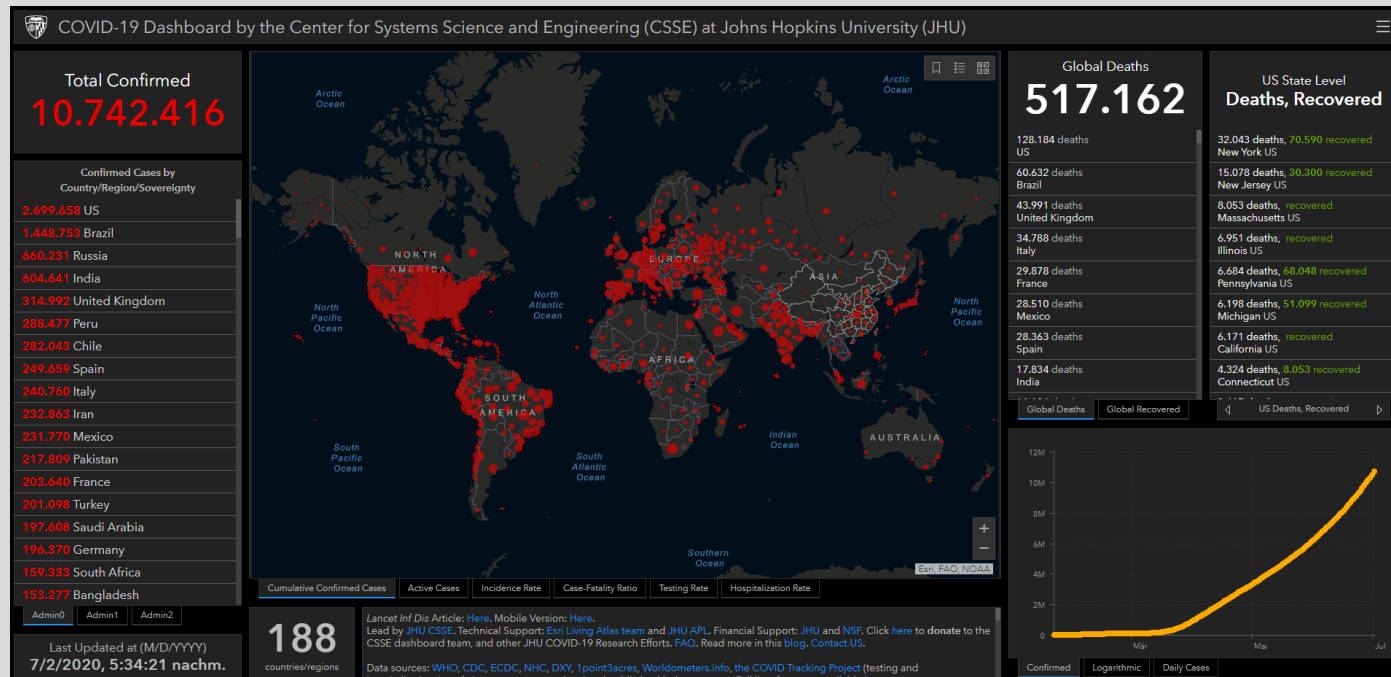 COVID-19 Dashboard by the Center for Systems Science and Engineering (CSSE) at Johns Hopkins University (JHU)
Total Confirmed
10.742.416
Confirmed Cases by
Country/Region/Sovereignty
2.699.658 US
1.448.753 Brazil
660.231 Russia
604.641 India
314.992 United Kingdom
288.477 Peru
282.043 Chile
249.659 Spain
240.760 Italy
232.863 Iran
231.770 Mexico
217.809 Pakistan
203.640 France
201.098 Turkey
197.608 Saudi Arabia
196.370 Germany
159.333 South Africa
153.277 Bangladesh
Admin0
Admin1
Admin2
Last Updated at (M/D/YYYY)
7/2/2020, 5:34:21 nachm.
Arctic
Ocean
Arctic
Ocean
NORTH
AMERICA
EUROPE
ASIA
North
Pacific
Ocean
North
Atlantic
Ocean
North
Pacific
Ocean
AFRICA
SOUTH
AMERICA
Indian
Ocean
AUSTRALIA
South
Pacific
Ocean
South
Atlantic
Ocean
Southern
Ocean
+
−
Esri, FAO, NOAA
Cumulative Confirmed Cases
Active Cases
Incidence Rate
Case-Fatality Ratio
Testing Rate
Hospitalization Rate
188
countries/regions
Lancet Inf Dis Article: Here. Mobile Version: Here.
Lead by JHU CSSE. Technical Support: Esri Living Atlas team and JHU APL. Financial Support: JHU and NSF. Click here to donate to the
CSSE dashboard team, and other JHU COVID-19 Research Efforts. FAQ. Read more in this blog. Contact US.
Data sources: WHO, CDC, ECDC, NHC, DXY, 1point3acres, Worldometers.info, the COVID Tracking Project (testing and
Global Deaths
517.162
128.184 deaths
US
60.632 deaths
Brazil
43.991 deaths
United Kingdom
34.788 deaths
Italy
29.878 deaths
France
28.510 deaths
Mexico
28.363 deaths
Spain
17.834 deaths
India
Global Deaths
Global Recovered
US State Level
Deaths, Recovered
32.043 deaths, 70.590 recovered
New York US
15.078 deaths, 30.300 recovered
New Jersey US
8.053 deaths, recovered
Massachusetts US
6.951 deaths, recovered
Illinois US
6.684 deaths, 68.048 recovered
Pennsylvania US
6.198 deaths, 51.099 recovered
Michigan US
6.171 deaths, recovered
California US
4.324 deaths, 8.053 recovered
Connecticut US
US Deaths, Recovered
12M
10M
8M
6M
4M
2M
0
Mär
Mai
Jul
Confirmed
Logarithmic
Daily Cases